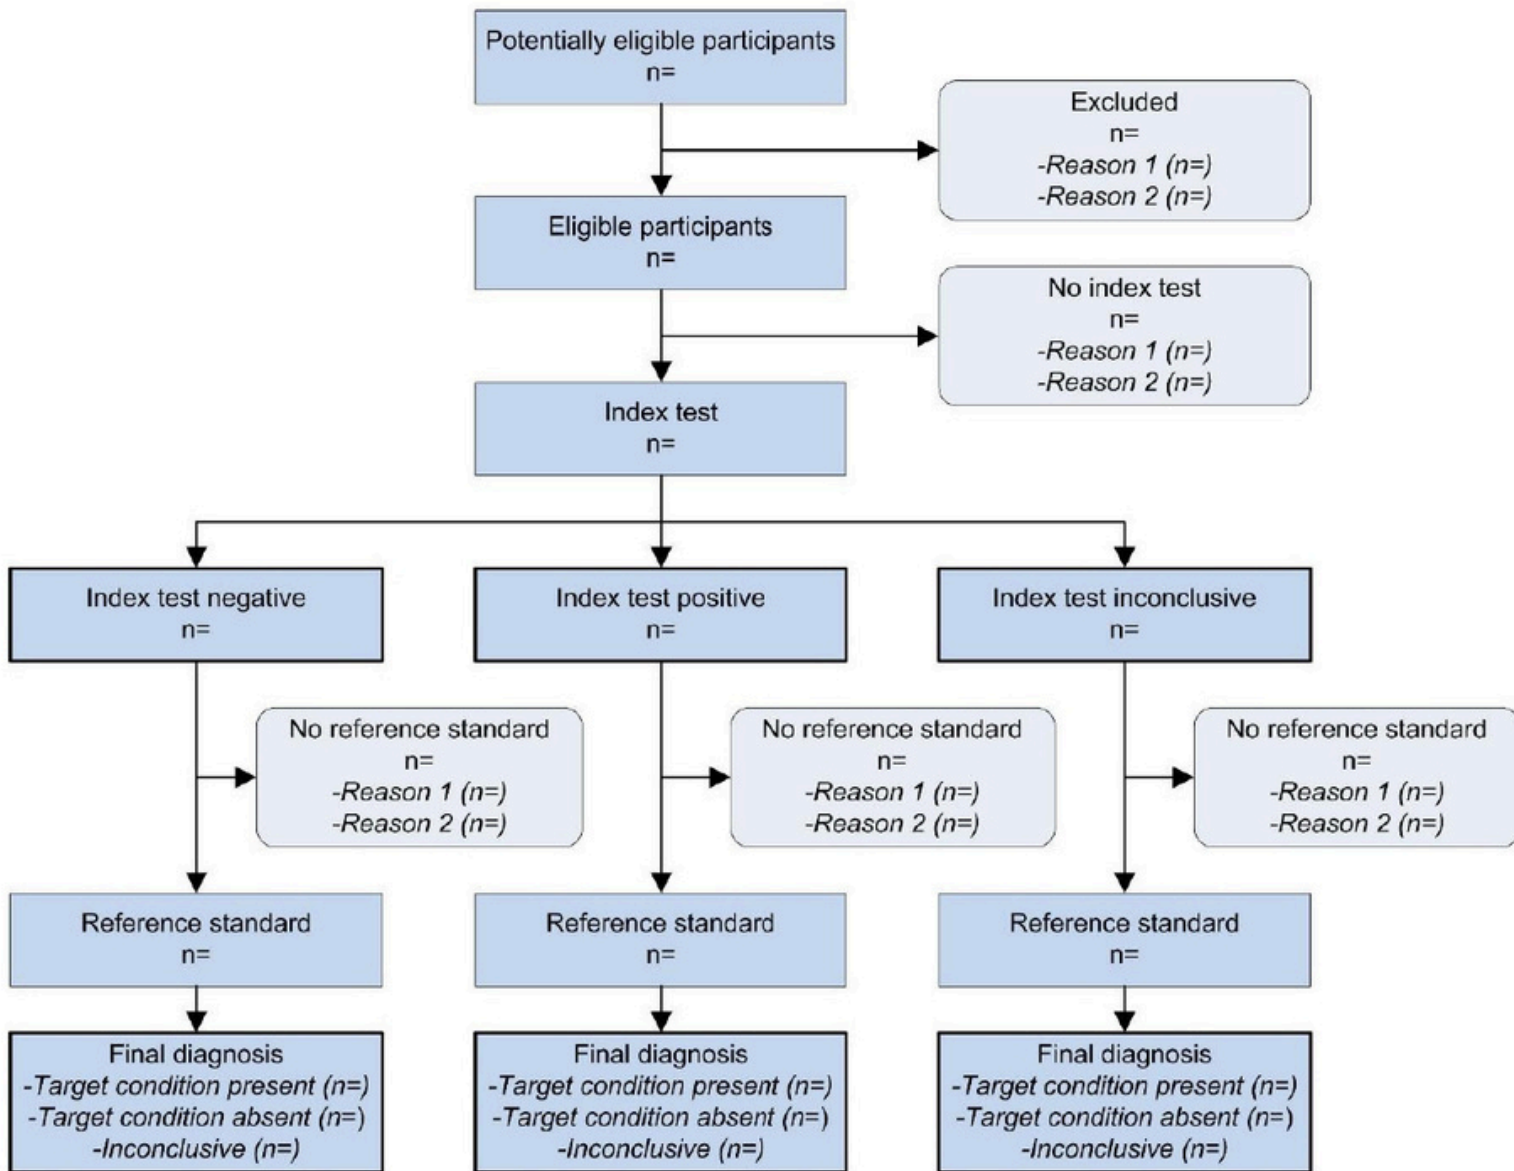 Potentially eligible participants
n=
Excluded
n=
-Reason 1 (n=)
-Reason 2 (n=)
Eligible participants
n=
No index test
n=
-Reason 1 (n=)
-Reason 2 (n=)
Index test
n=
Index test negative
n=
Index test positive
n=
Index test inconclusive
n=
No reference standard
n=
-Reason 1 (n=)
-Reason 2 (n=)
No reference standard
n=
-Reason 1 (n=)
-Reason 2 (n=)
No reference standard
n=
-Reason 1 (n=)
-Reason 2 (n=)
Reference standard
n=
Reference standard
n=
Reference standard
n=
Final diagnosis
-Target condition present (n=)
-Target condition absent (n=)
-Inconclusive (n=)
Final diagnosis
-Target condition present (n=)
-Target condition absent (n=)
-Inconclusive (n=)
Final diagnosis
-Target condition present (n=)
-Target condition absent (n=)
-Inconclusive (n=)